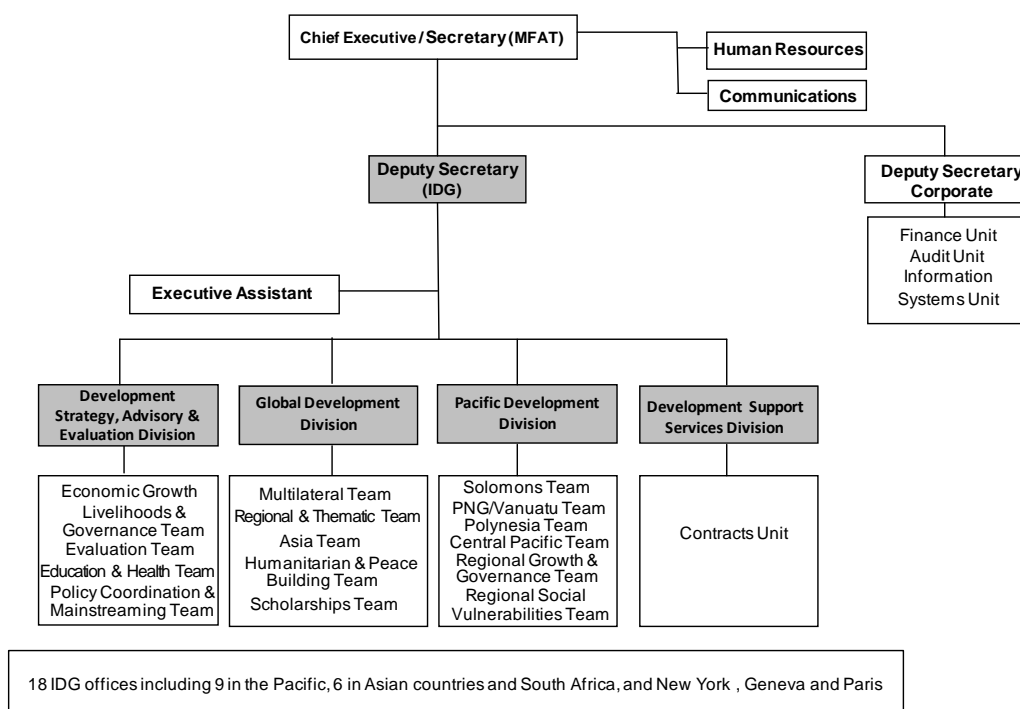 Chief Executive / Secretary (MFAT)
Human Resources
Communications
Deputy Secretary
(IDG)
Deputy Secretary
Corporate
Finance Unit
Audit Unit
Information
Systems Unit
Executive Assistant
Development
Strategy, Advisory &
Evaluation Division
Global Development
Division
Pacific Development
Division
Development Support
Services Division
Economic Growth
Livelihoods &
Governance Team
Evaluation Team
Education & Health Team
Policy Coordination &
Mainstreaming Team
Multilateral Team
Regional & Thematic Team
Asia Team
Humanitarian & Peace
Building Team
Scholarships Team
Solomons Team
PNG/Vanuatu Team
Polynesia Team
Central Pacific Team
Regional Growth &
Governance Team
Regional Social
Vulnerabilities Team
Contracts Unit
18 IDG offices including 9 in the Pacific, 6 in Asian countries and South Africa, and New York , Geneva and Paris